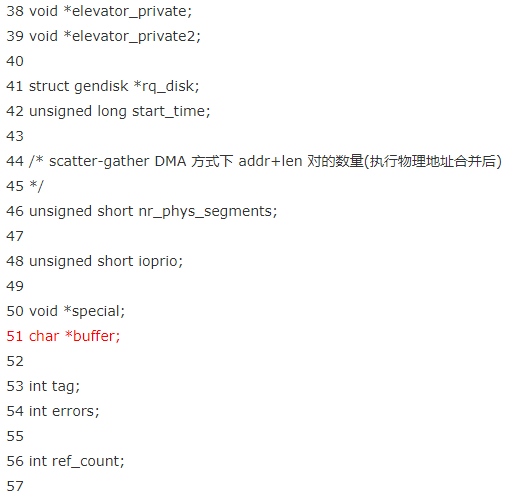 38 void *elevator_private;
39 void *elevator_private2;
40
41 struct gendisk *rq_disk;
42 unsigned long start_time;
43
44 /* scatter-gather DMA 方式下 addr+len 对的数量(执行物理地址合并后)
45 */
46 unsigned short nr_phys_segments;
47
48 unsigned short ioprio;
49
50 void *special;
51 char *buffer;
52
53 int tag;
54 int errors;
55
56 int ref_count;
57